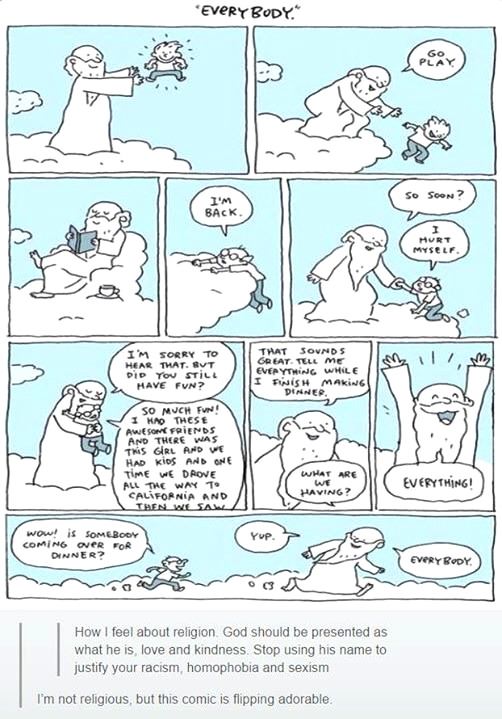 "EVERYBODY."
GO
PLAY.
I'M
BACK.
SO SOON?
I
HURT
MYSELF.
I'M SORRY TO
HEAR THAT. BUT
DID YOU STILL
HAVE FUN?
SO MUCH FUN!
I HAD THESE
AWESOME FRIENDS
AND THERE WAS
THIS GIRL AND WE
HAD KIDS AND ONE
TIME WE DROVE
ALL THE WAY TO
CALIFORNIA AND
THEN WE SAW
THAT SOUNDS
GREAT. TELL ME
EVERYTHING WHILE
I FINISH MAKING
DINNER.
WHAT ARE
WE
HAVING?
EVERYTHING!
WOW! IS SOMEBODY
COMING OVER FOR
DINNER?
YUP.
EVERYBODY.
How I feel about religion. God should be presented as
what he is, love and kindness. Stop using his name to
justify your racism, homophobia and sexism
I'm not religious, but this comic is flipping adorable.